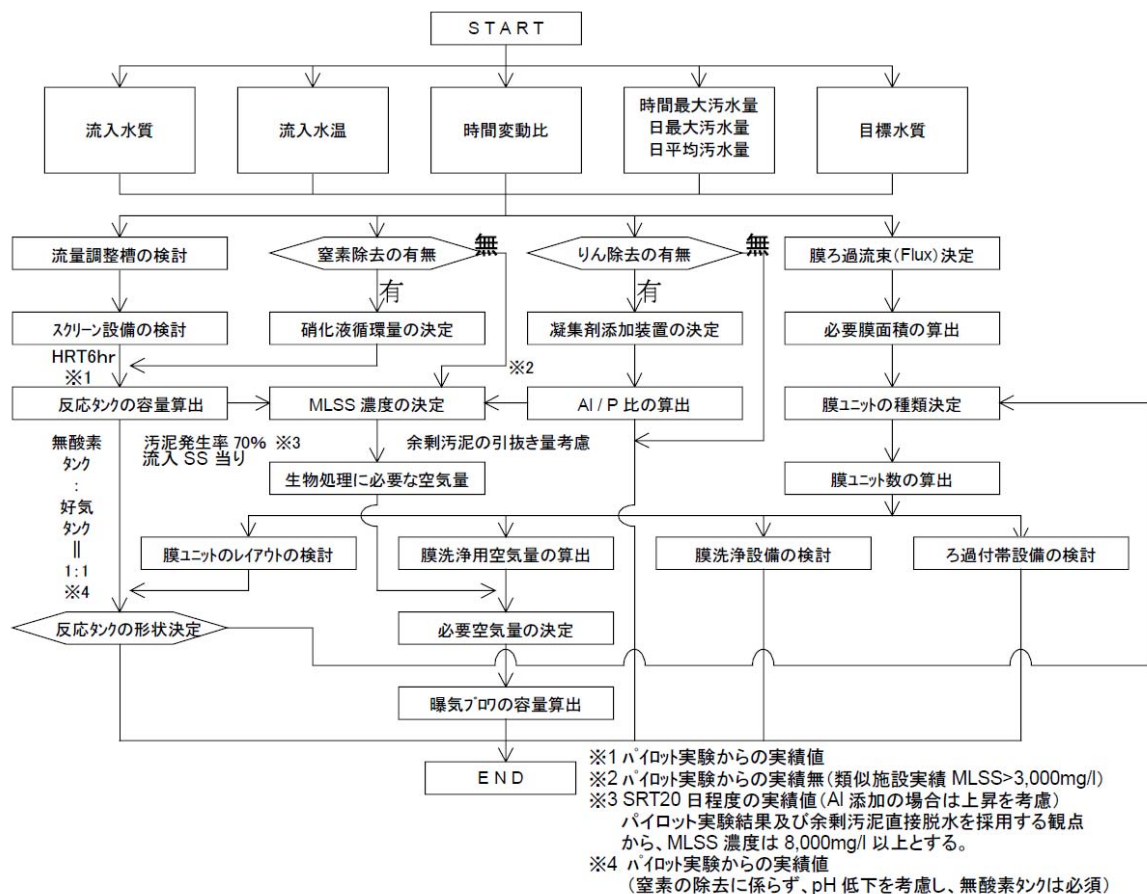 START
流入水質
流入水温
時間変動比
時間最大汚水量
日最大汚水量
日平均汚水量
目標水質
流量調整槽の検討
窒素除去の有無
無
りん除去の有無
無
膜ろ過流束(Flux)決定
有
有
スクリーン設備の検討
硝化液循環量の決定
凝集剤添加装置の決定
必要膜面積の算出
HRT6hr
※1
※2
反応タンクの容量算出
MLSS 濃度の決定
Al / P 比の算出
膜ユニットの種類決定
無酸素
タンク
:
好気
タンク
||
1:1
※4
汚泥発生率 70% ※3
流入 SS 当り
余剰汚泥の引抜き量考慮
生物処理に必要な空気量
膜ユニット数の算出
膜ユニットのレイアウトの検討
膜洗浄用空気量の算出
膜洗浄設備の検討
ろ過付帯設備の検討
反応タンクの形状決定
必要空気量の決定
曝気ブロワの容量算出
END
※1 パイロット実験からの実績値
※2 パイロット実験からの実績無(類似施設実績 MLSS>3,000mg/l)
※3 SRT20 日程度の実績値(Al 添加の場合は上昇を考慮)
パイロット実験結果及び余剰汚泥直接脱水を採用する観点
から、MLSS 濃度は 8,000mg/l 以上とする。
※4 パイロット実験からの実績値
(窒素の除去に係らず、pH 低下を考慮し、無酸素タンクは必須)